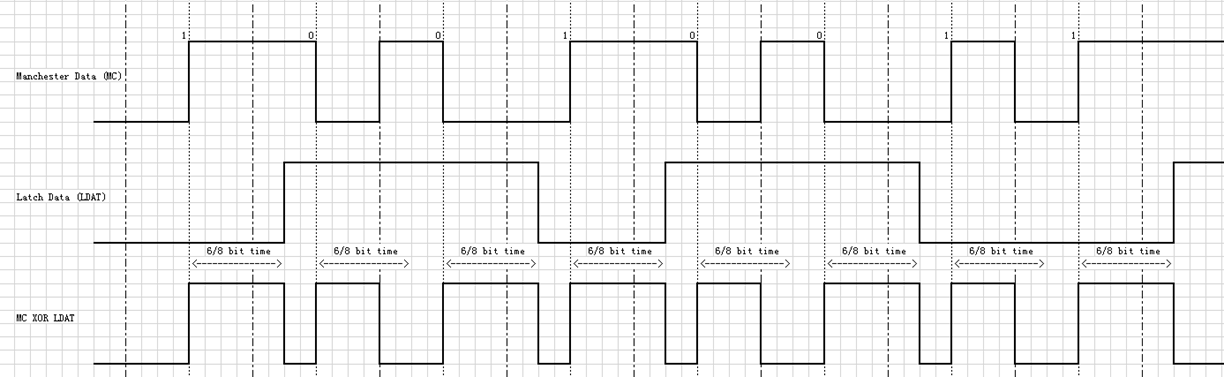 1 0 0 1 0 0 1 1
Manchester Data (MC)
Latch Data (LDAT)
6/8 bit time 6/8 bit time 6/8 bit time 6/8 bit time 6/8 bit time 6/8 bit time 6/8 bit time 6/8 bit time
MC XOR LDAT